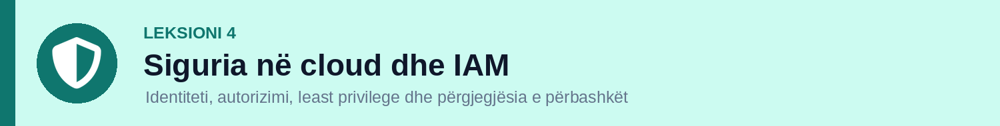 LEKSIONI 4
Siguria në cloud dhe IAM
Identiteti, autorizimi, least privilege dhe përgjegjësia e përbashkët